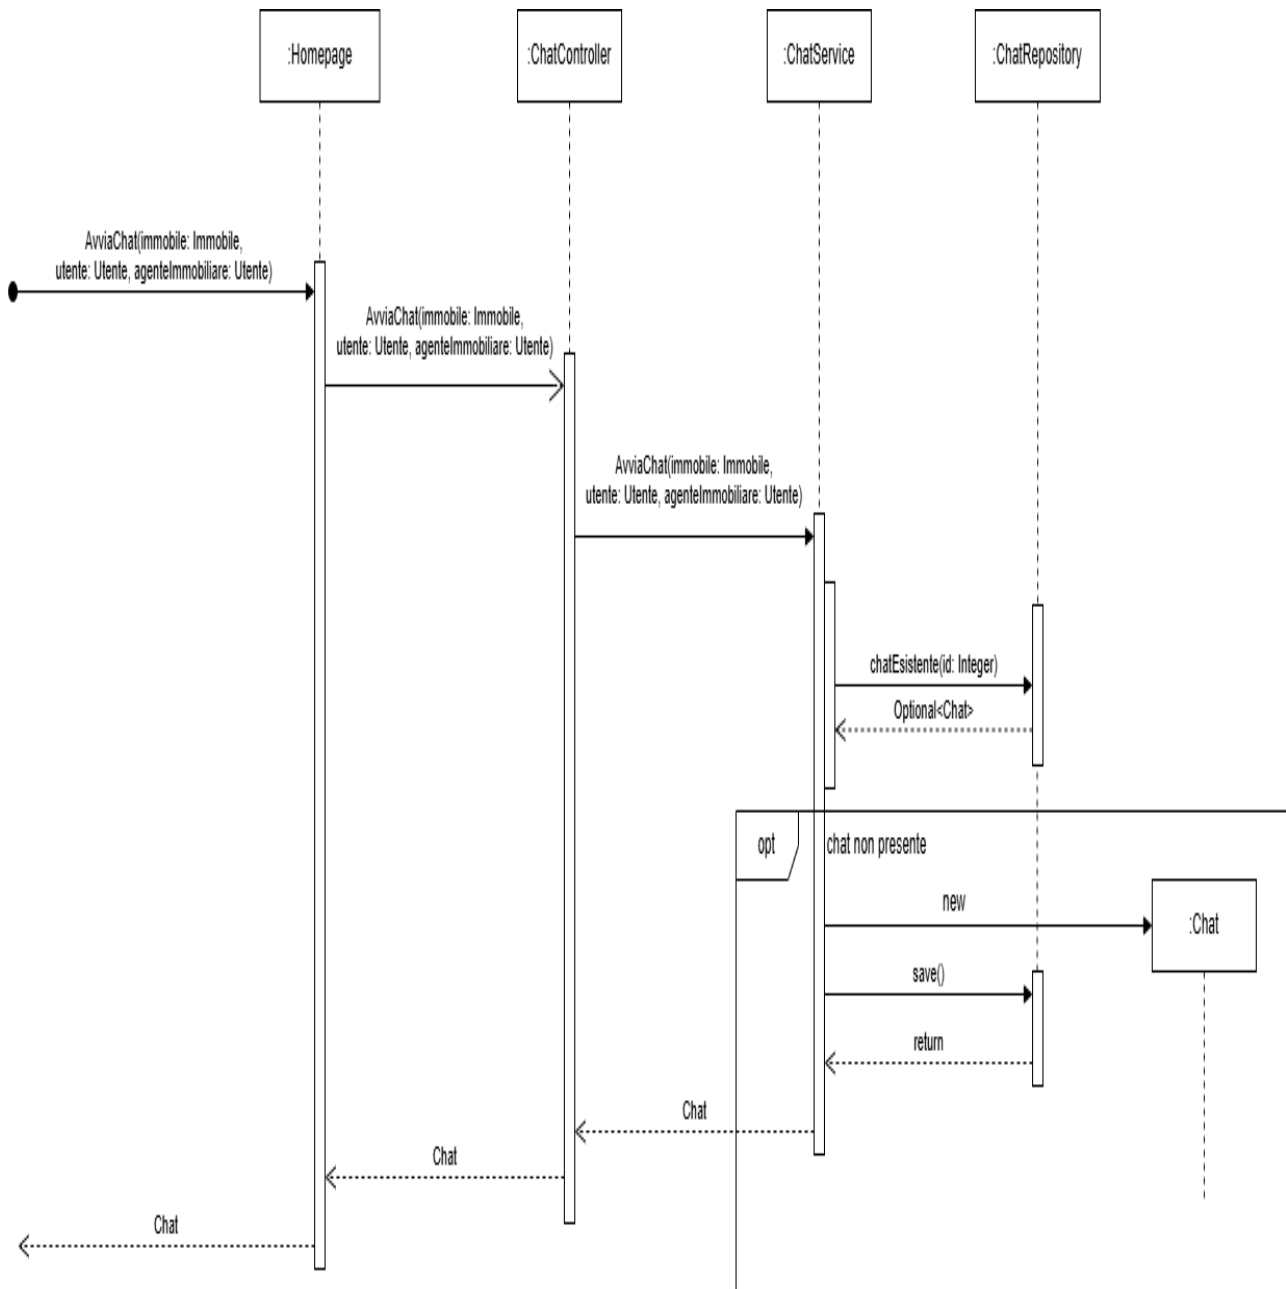 :Homepage
:ChatController
:ChatService
:ChatRepository
AvviaChat(immobile: Immobile,
utente: Utente, agenteImmobiliare: Utente)
AvviaChat(immobile: Immobile,
utente: Utente, agenteImmobiliare: Utente)
AvviaChat(immobile: Immobile,
utente: Utente, agenteImmobiliare: Utente)
chatEsistente(id: Integer)
Optional<Chat>
opt
chat non presente
new
:Chat
save()
return
Chat
Chat
Chat